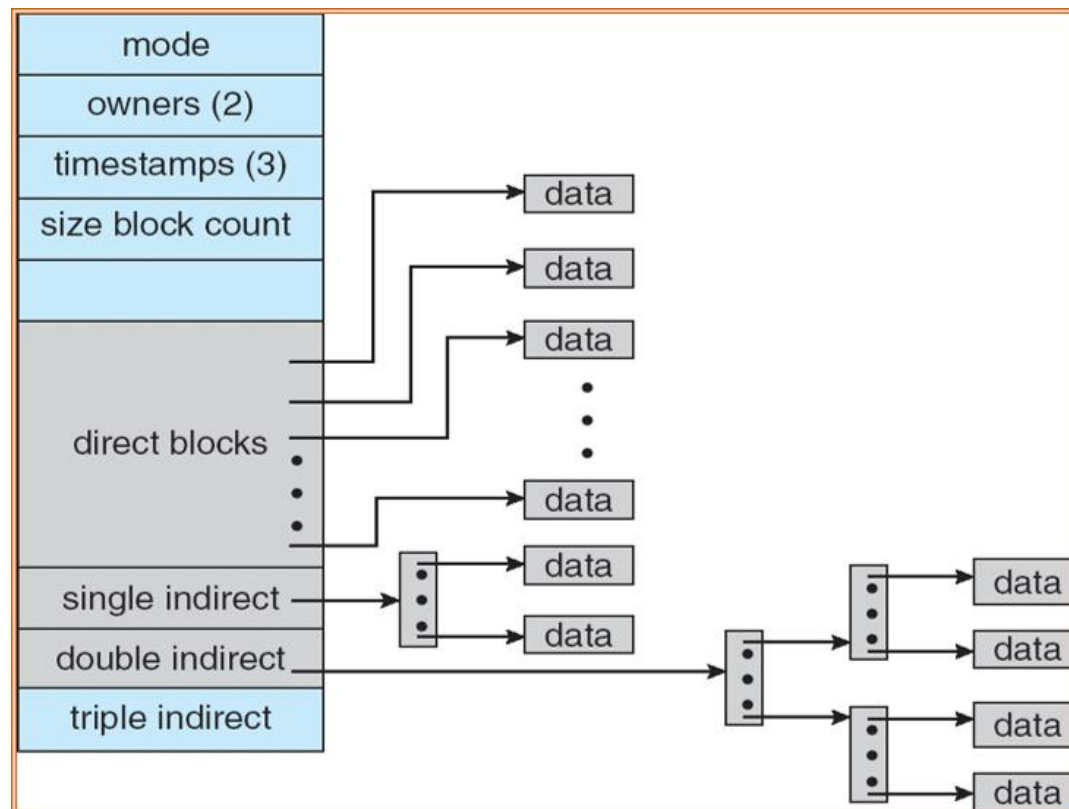 mode
owners (2)
timestamps (3)
size block count
direct blocks
single indirect
double indirect
triple indirect
data
data
data
data
data
data
data
data
data
data